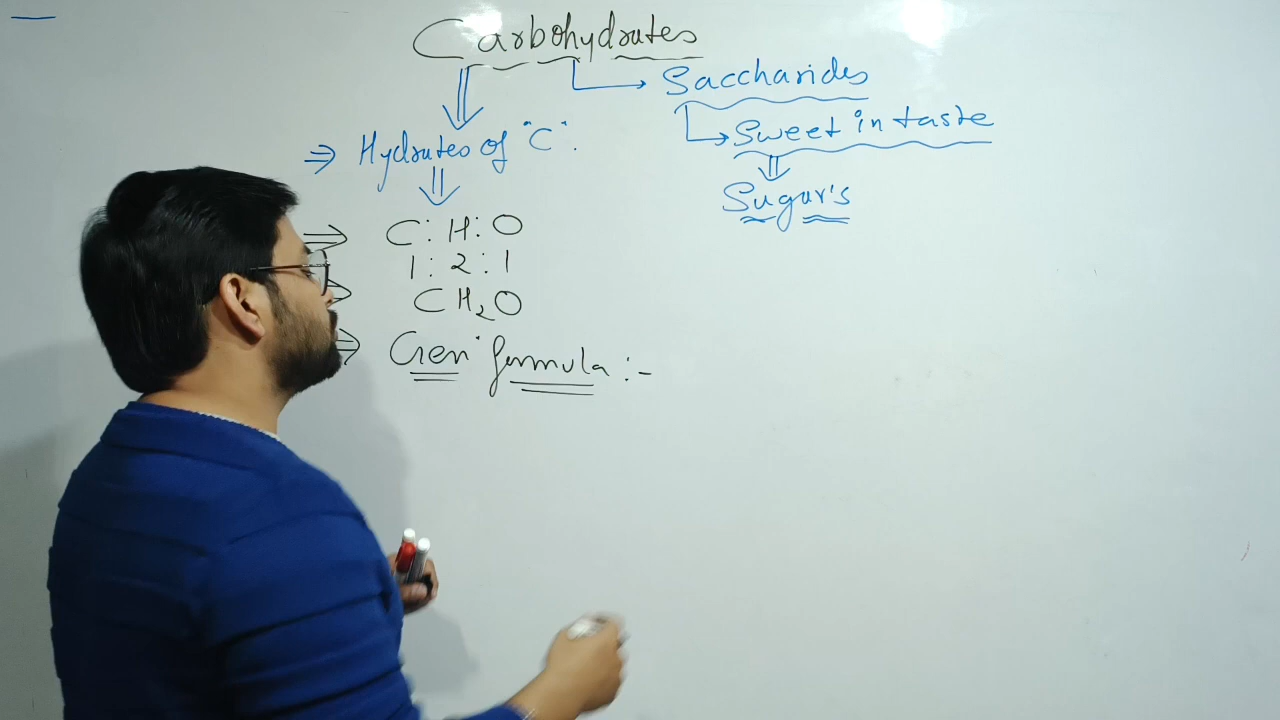 Carbohydrates
Saccharides
Sweet in taste
Sugar's
⇒ Hydrates of "C".
C : H : O
1 : 2 : 1
CH₂O
Gen· formula :-